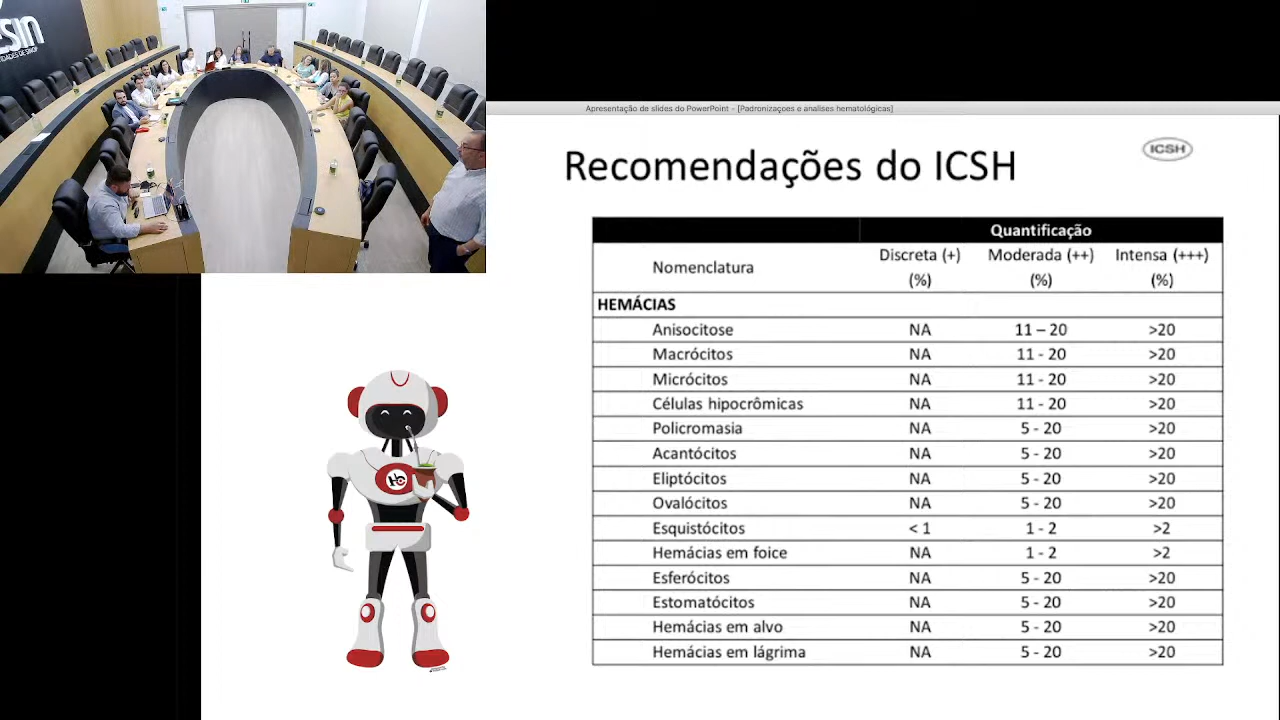 Apresentação de slides do PowerPoint - [Padronizaçoes e analises hematológicas]
Recomendações do ICSH
ICSH
Quantificação
Nomenclatura Discreta (+) (%) Moderada (++) (%) Intensa (+++) (%)
HEMÁCIAS
Anisocitose NA 11 – 20 >20
Macrócitos NA 11 - 20 >20
Micrócitos NA 11 - 20 >20
Células hipocrômicas NA 11 - 20 >20
Policromasia NA 5 - 20 >20
Acantócitos NA 5 - 20 >20
Eliptócitos NA 5 - 20 >20
Ovalócitos NA 5 - 20 >20
Esquistócitos < 1 1 - 2 >2
Hemácias em foice NA 1 - 2 >2
Esferócitos NA 5 - 20 >20
Estomatócitos NA 5 - 20 >20
Hemácias em alvo NA 5 - 20 >20
Hemácias em lágrima NA 5 - 20 >20